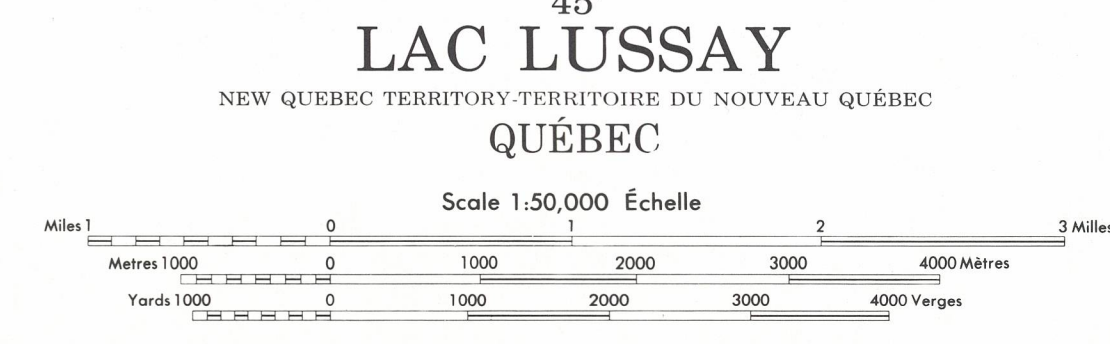 45
LAC LUSSAY
NEW QUEBEC TERRITORY-TERRITOIRE DU NOUVEAU QUÉBEC
QUÉBEC
Scale 1:50,000 Échelle
Miles 1 0 1 2 3 Milles
Metres 1000 0 1000 2000 3000 4000 Mètres
Yards 1000 0 1000 2000 3000 4000 Verges